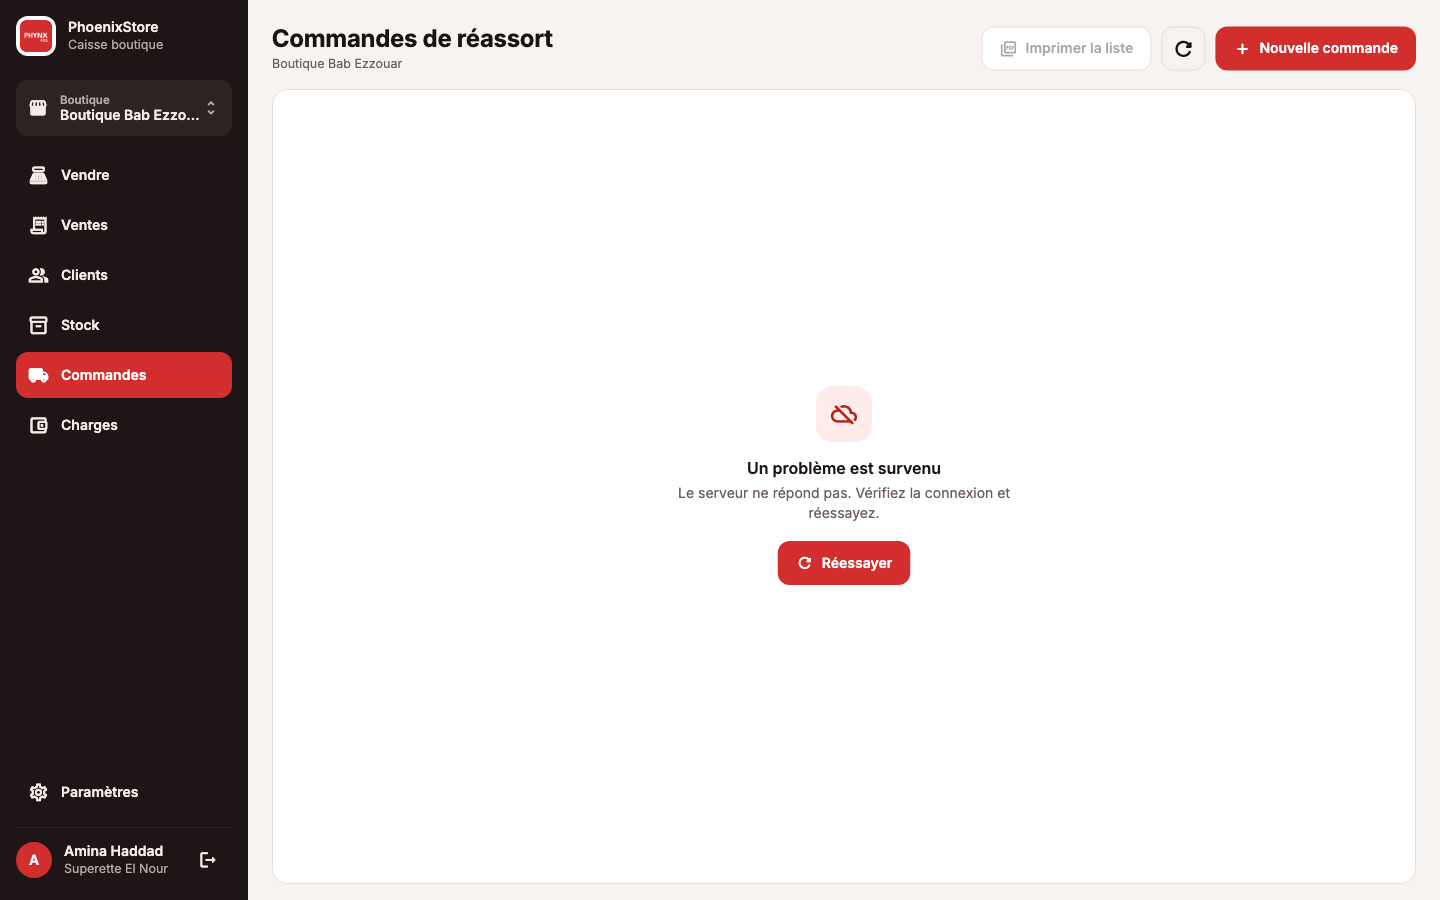 PHYNX
PhoenixStore
Caisse boutique
Boutique
Boutique Bab Ezzo...
Vendre
Ventes
Clients
Stock
Commandes
Charges
Paramètres
A
Amina Haddad
Superette El Nour
Commandes de réassort
Boutique Bab Ezzouar
Imprimer la liste
Nouvelle commande
Un problème est survenu
Le serveur ne répond pas. Vérifiez la connexion et
réessayez.
Réessayer